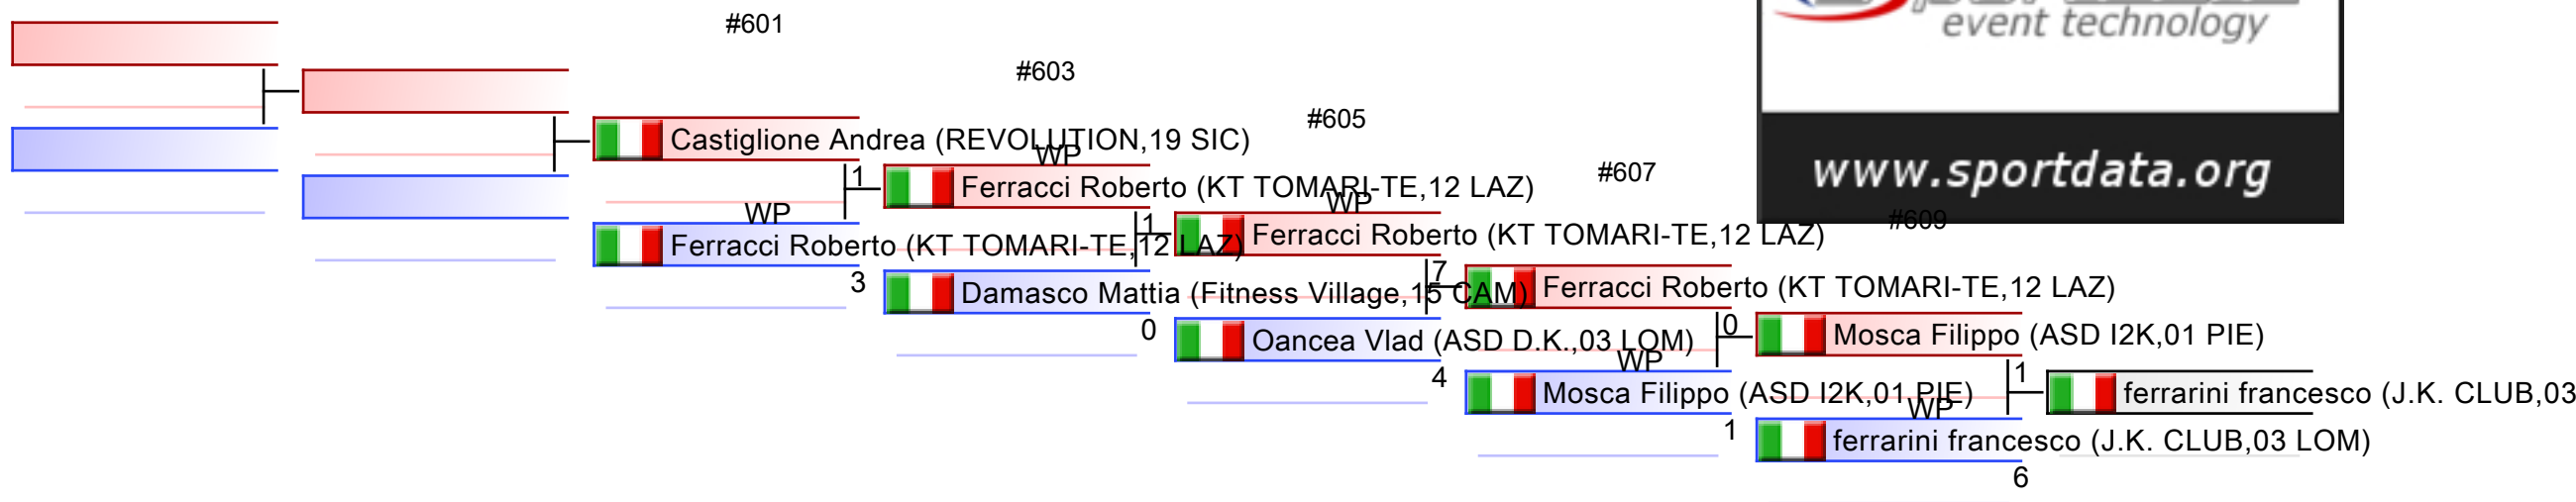 event technology
www.sportdata.org
#601
#603
#605
#607
#609
Castiglione Andrea (REVOLUTION,19 SIC)
1
WP
Ferracci Roberto (KT TOMARI-TE,12 LAZ)
3
WP
Ferracci Roberto (KT TOMARI-TE,12 LAZ)
1
Damasco Mattia (Fitness Village,15 CAM)
0
WP
Ferracci Roberto (KT TOMARI-TE,12 LAZ)
7
Oancea Vlad (ASD D.K.,03 LOM)
4
Ferracci Roberto (KT TOMARI-TE,12 LAZ)
0
WP
Mosca Filippo (ASD I2K,01 PIE)
1
Mosca Filippo (ASD I2K,01 PIE)
1
WP
ferrarini francesco (J.K. CLUB,03 LOM)
6
ferrarini francesco (J.K. CLUB,03